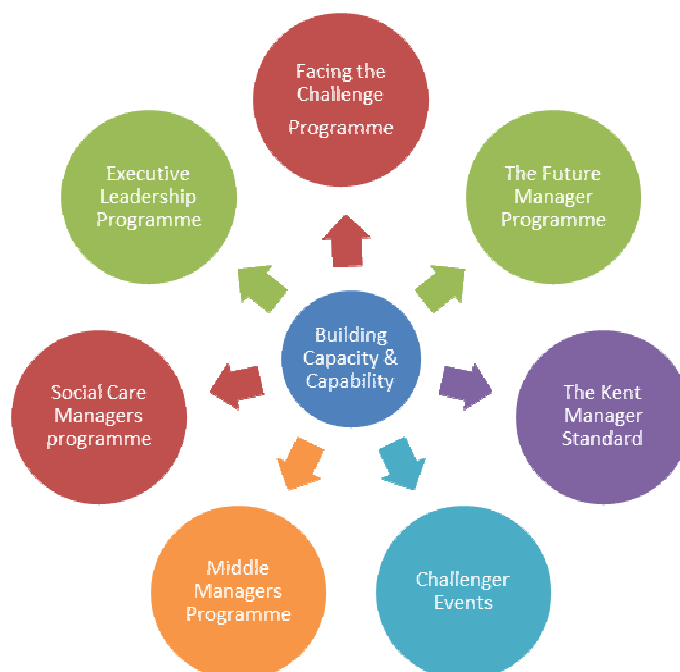 Facing the
Challenge
Programme
Executive
Leadership
Programme
The Future
Manager
Programme
Building
Capacity &
Capability
Social Care
Managers
programme
The Kent
Manager
Standard
Middle
Managers
Programme
Challenger
Events